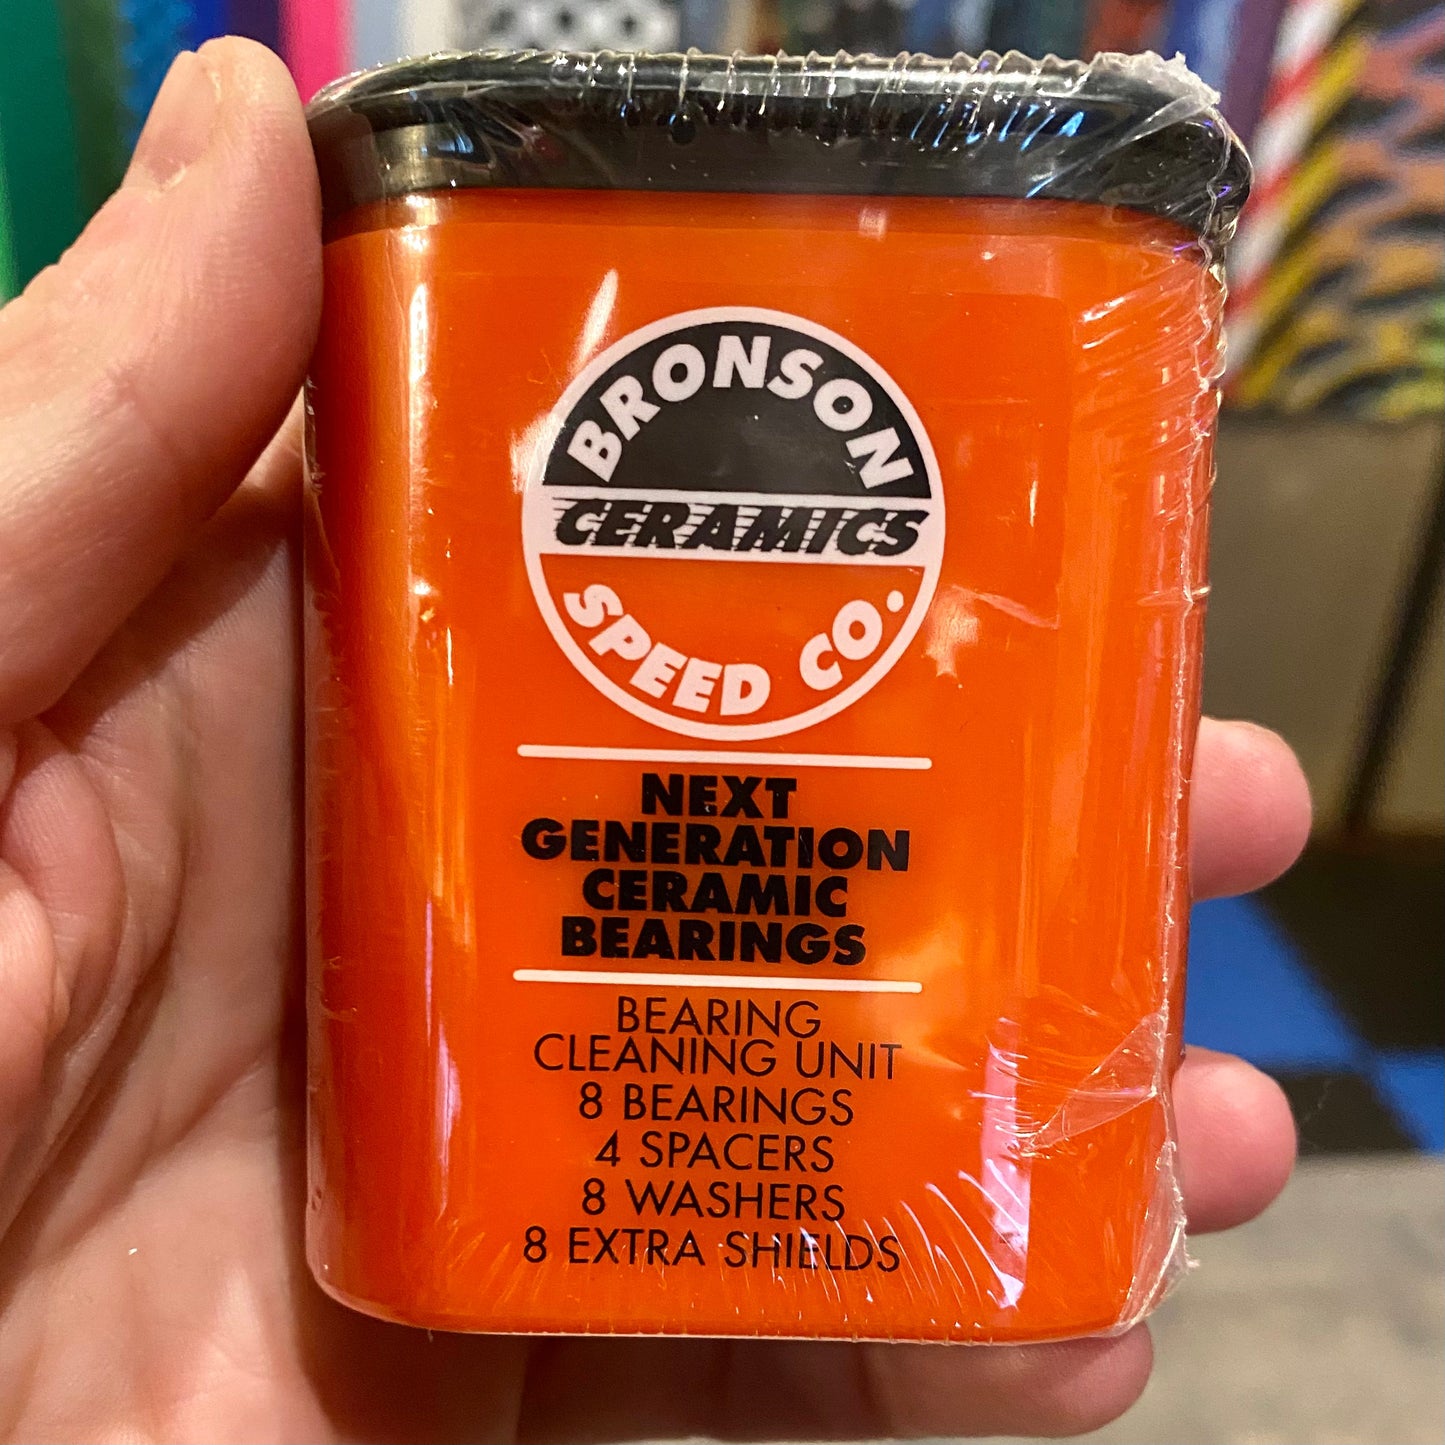 BRONSON
CERAMICS
SPEED CO.
NEXT
GENERATION
CERAMIC
BEARINGS
BEARING
CLEANING UNIT
8 BEARINGS
4 SPACERS
8 WASHERS
8 EXTRA SHIELDS